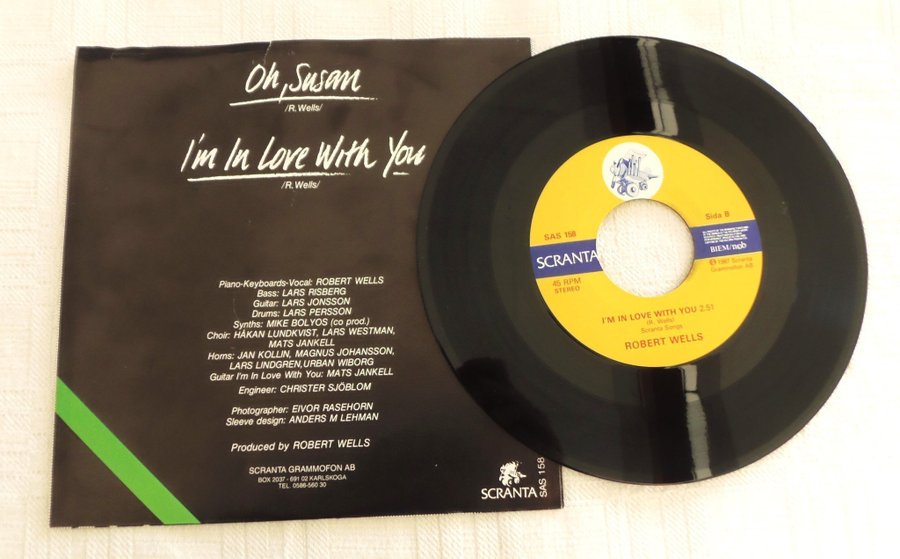 Oh, Susan
/R. Wells/
I'm In Love With You
/R. Wells/
Piano-Keyboards-Vocal: ROBERT WELLS
Bass: LARS RISBERG
Guitar: LARS JONSSON
Drums: LARS PERSSON
Synths: MIKE BOLYOS (co prod.)
Choir: HÅKAN LUNDKVIST, LARS WESTMAN,
MATS JANKELL
Horns: JAN KOLLIN, MAGNUS JOHANSSON,
LARS LINDGREN, URBAN WIBORG
Guitar I'm In Love With You: MATS JANKELL
Engineer: CHRISTER SJÖBLOM
Photographer: EIVOR RASEHORN
Sleeve design: ANDERS M LEHMAN
Produced by ROBERT WELLS
SCRANTA GRAMMOFON AB
BOX 2037 - 691 02 KARLSKOGA
TEL. 0586-560 30
SCRANTA
SAS 158
SAS 158
Sida B
SCRANTA
BIEM/ncb
45 RPM
STEREO
℗ 1987 Scranta
Grammofon AB
I'M IN LOVE WITH YOU 2.51
(R. Wells)
Scranta Songs
ROBERT WELLS